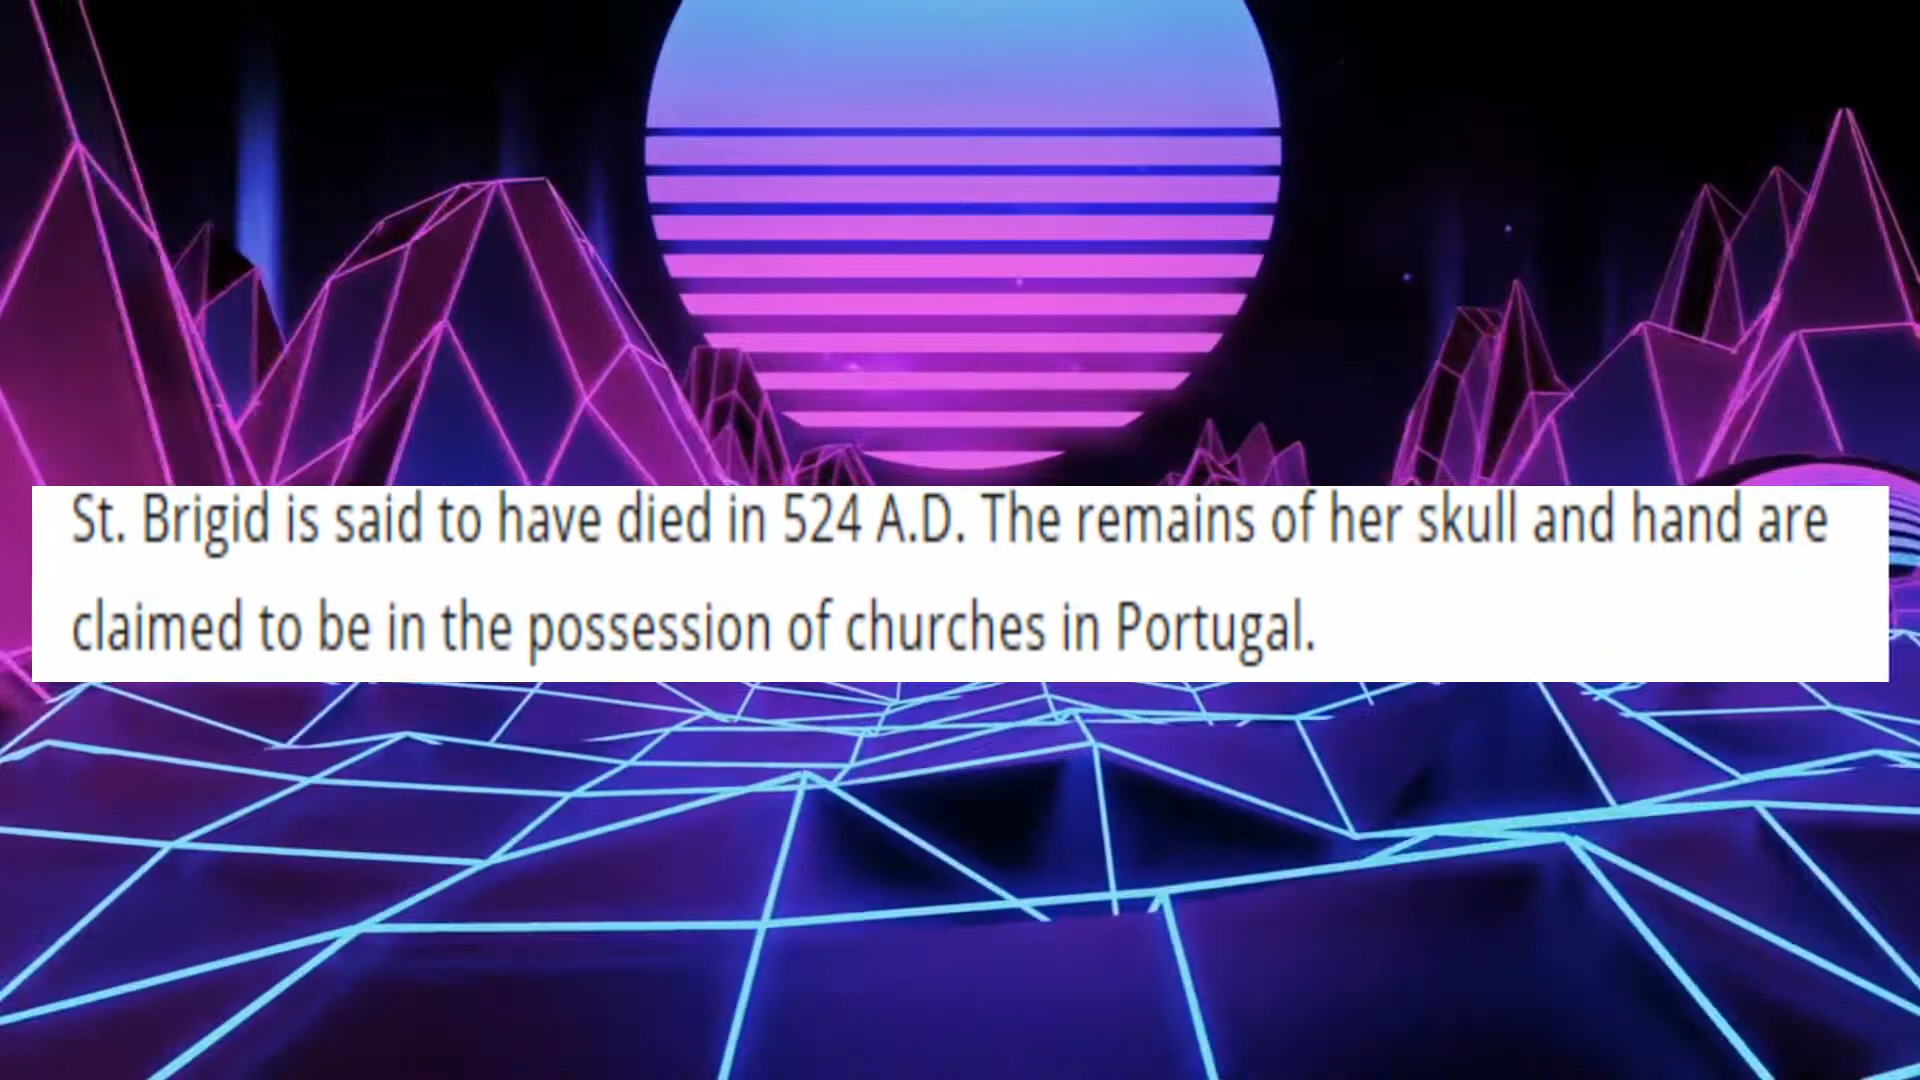 St. Brigid is said to have died in 524 A.D. The remains of her skull and hand are
claimed to be in the possession of churches in Portugal.